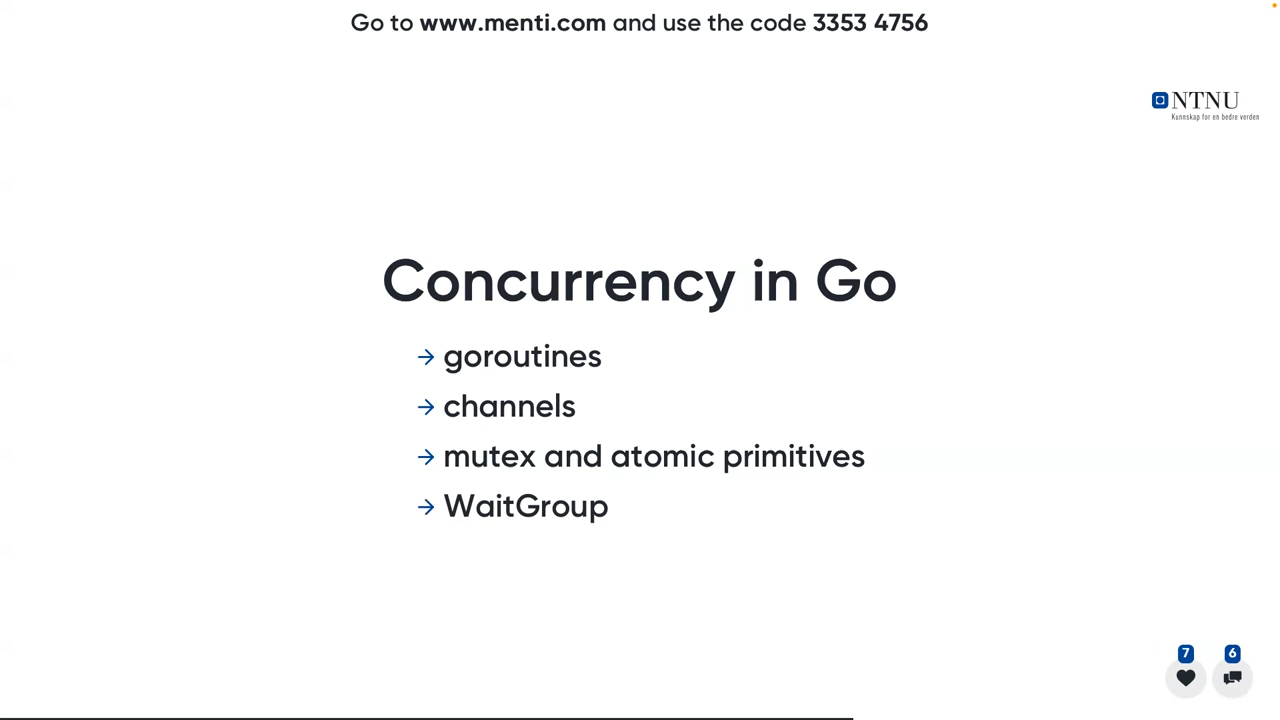 Go to www.menti.com and use the code 3353 4756
NTNU
Kunnskap for en bedre verden
Concurrency in Go
→ goroutines
→ channels
→ mutex and atomic primitives
→ WaitGroup
7 6